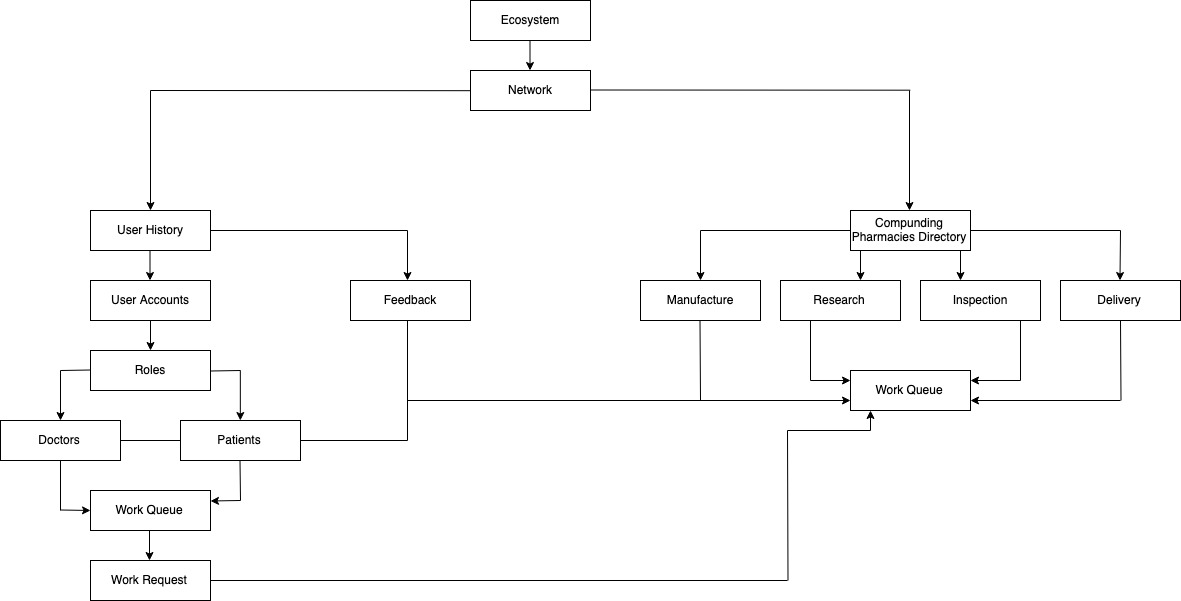 Ecosystem
Network
User History
Compunding
Pharmacies Directory
User Accounts
Feedback
Manufacture
Research
Inspection
Delivery
Roles
Work Queue
Doctors
Patients
Work Queue
Work Request